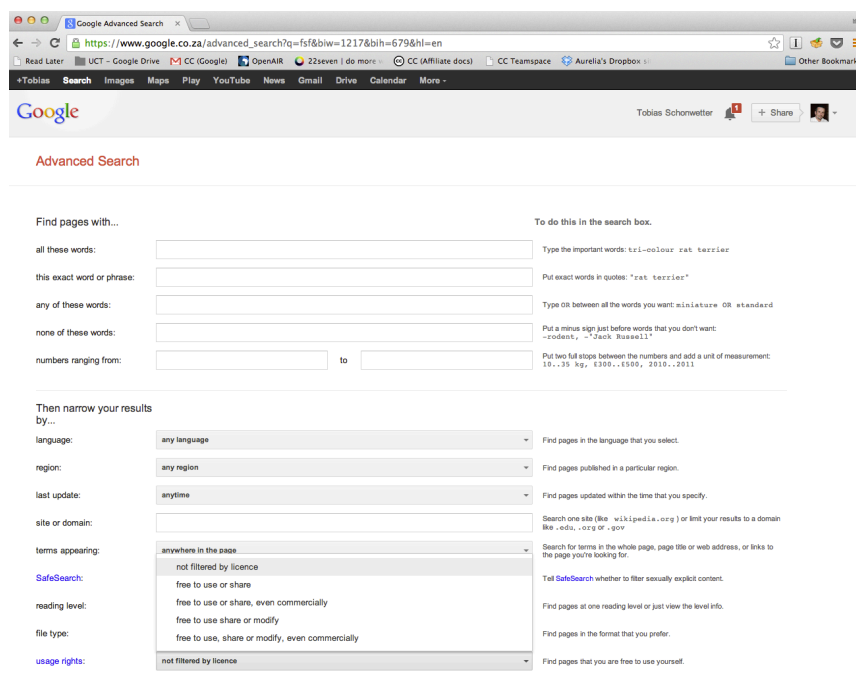 Google Advanced Search
https://www.google.co.za/advanced_search?q=fsf&biw=1217&bih=679&hl=en
Read Later UCT – Google Drive CC (Google) OpenAIR 22seven | do more CC (Affiliate docs) CC Teamspace Aurelia's Dropbox Other Bookmark
+Tobias Search Images Maps Play YouTube News Gmail Drive Calendar More
Google Tobias Schonwetter 1 + Share
Advanced Search
Find pages with... To do this in the search box.
all these words: Type the important words: tri-colour rat terrier
this exact word or phrase: Put exact words in quotes: "rat terrier"
any of these words: Type OR between all the words you want: miniature OR standard
none of these words: Put a minus sign just before words that you don't want:
-rodent, -"Jack Russell"
numbers ranging from: to Put two full stops between the numbers and add a unit of measurement:
10..35 kg, £300..£500, 2010..2011
Then narrow your results
by...
language: any language Find pages in the language that you select.
region: any region Find pages published in a particular region.
last update: anytime Find pages updated within the time that you specify.
site or domain: Search one site (like wikipedia.org ) or limit your results to a domain
like .edu, .org or .gov
terms appearing: anywhere in the page Search for terms in the whole page, page title or web address, or links to
the page you're looking for.
not filtered by licence
SafeSearch: free to use or share Tell SafeSearch whether to filter sexually explicit content.
reading level: free to use or share, even commercially Find pages at one reading level or just view the level info.
free to use share or modify
file type: free to use, share or modify, even commercially Find pages in the format that you prefer.
usage rights: not filtered by licence Find pages that you are free to use yourself.